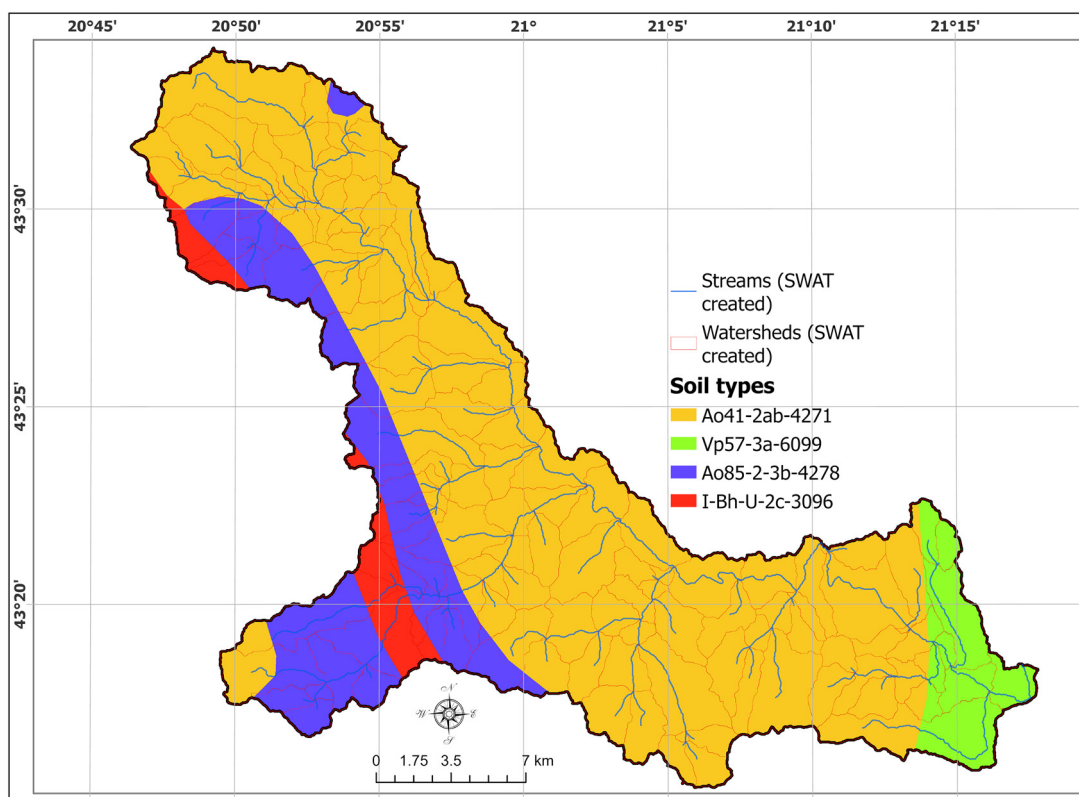 20°45' 20°50' 20°55' 21° 21°5' 21°10' 21°15'
43°30'
43°25'
43°20'
Streams (SWAT
created)
Watersheds (SWAT
created)
Soil types
Ao41-2ab-4271
Vp57-3a-6099
Ao85-2-3b-4278
I-Bh-U-2c-3096
N
W E
S
0 1.75 3.5 7 km